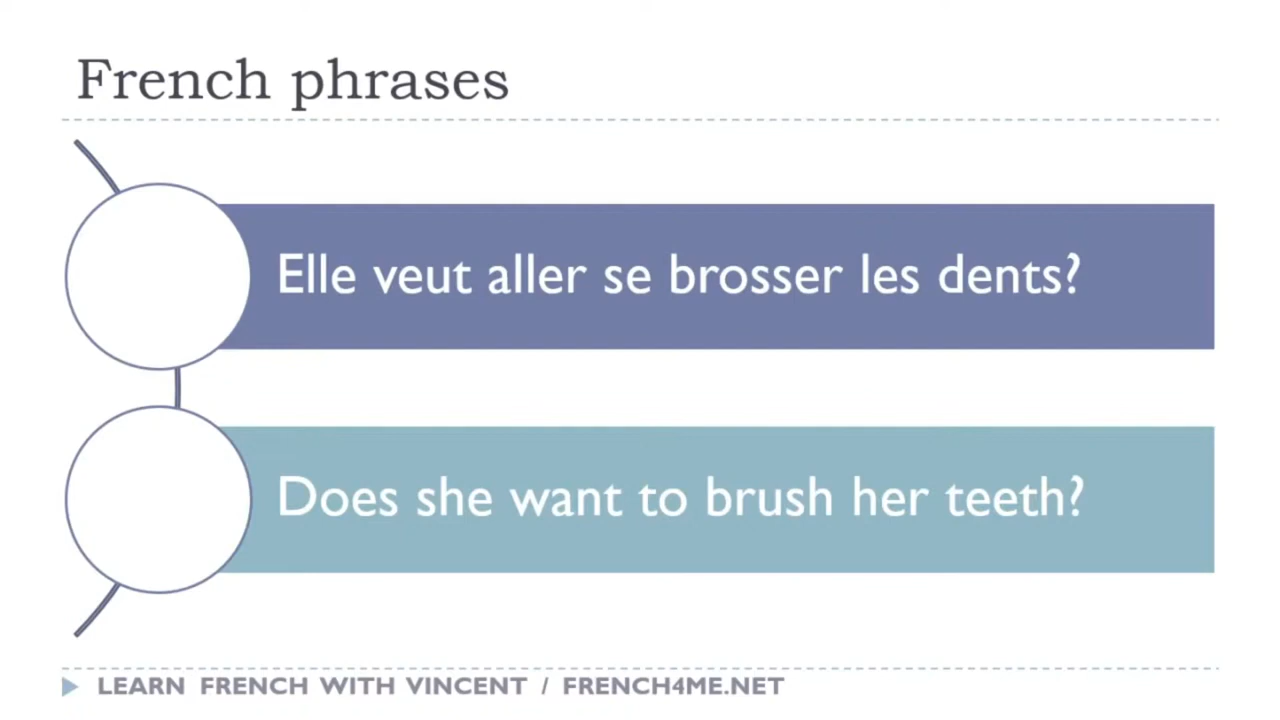 French phrases
Elle veut aller se brosser les dents?
Does she want to brush her teeth?
LEARN FRENCH WITH VINCENT / FRENCH4ME.NET